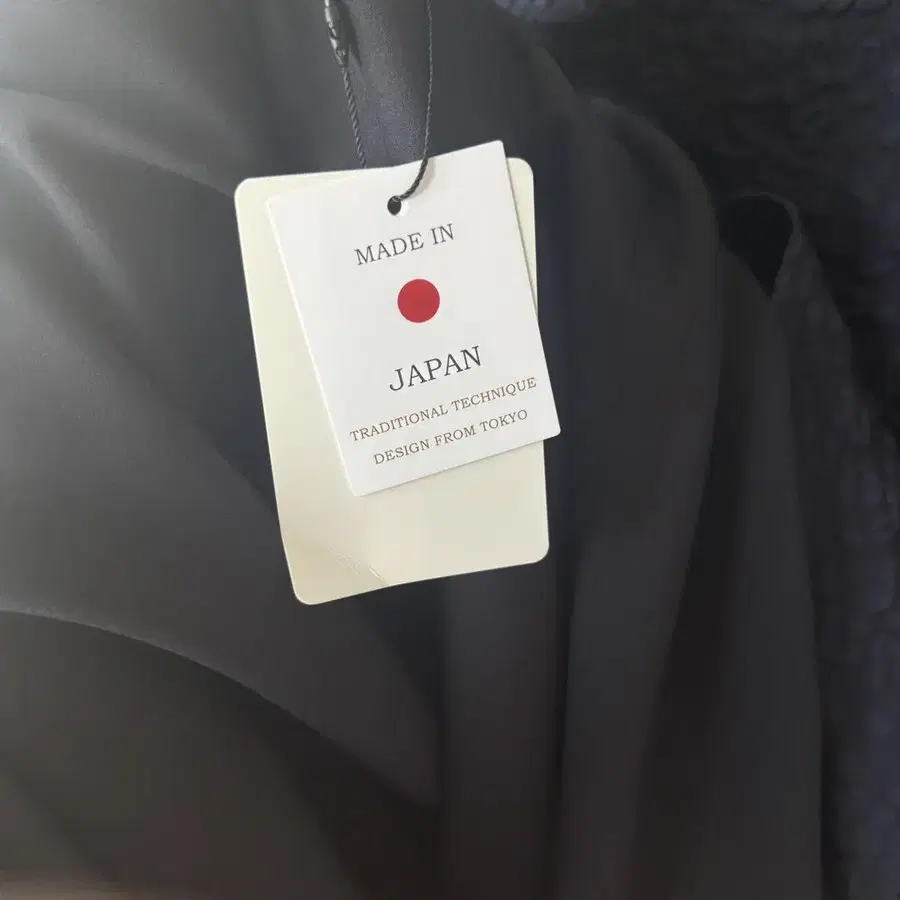 MADE IN
JAPAN
TRADITIONAL TECHNIQUE
DESIGN FROM TOKYO